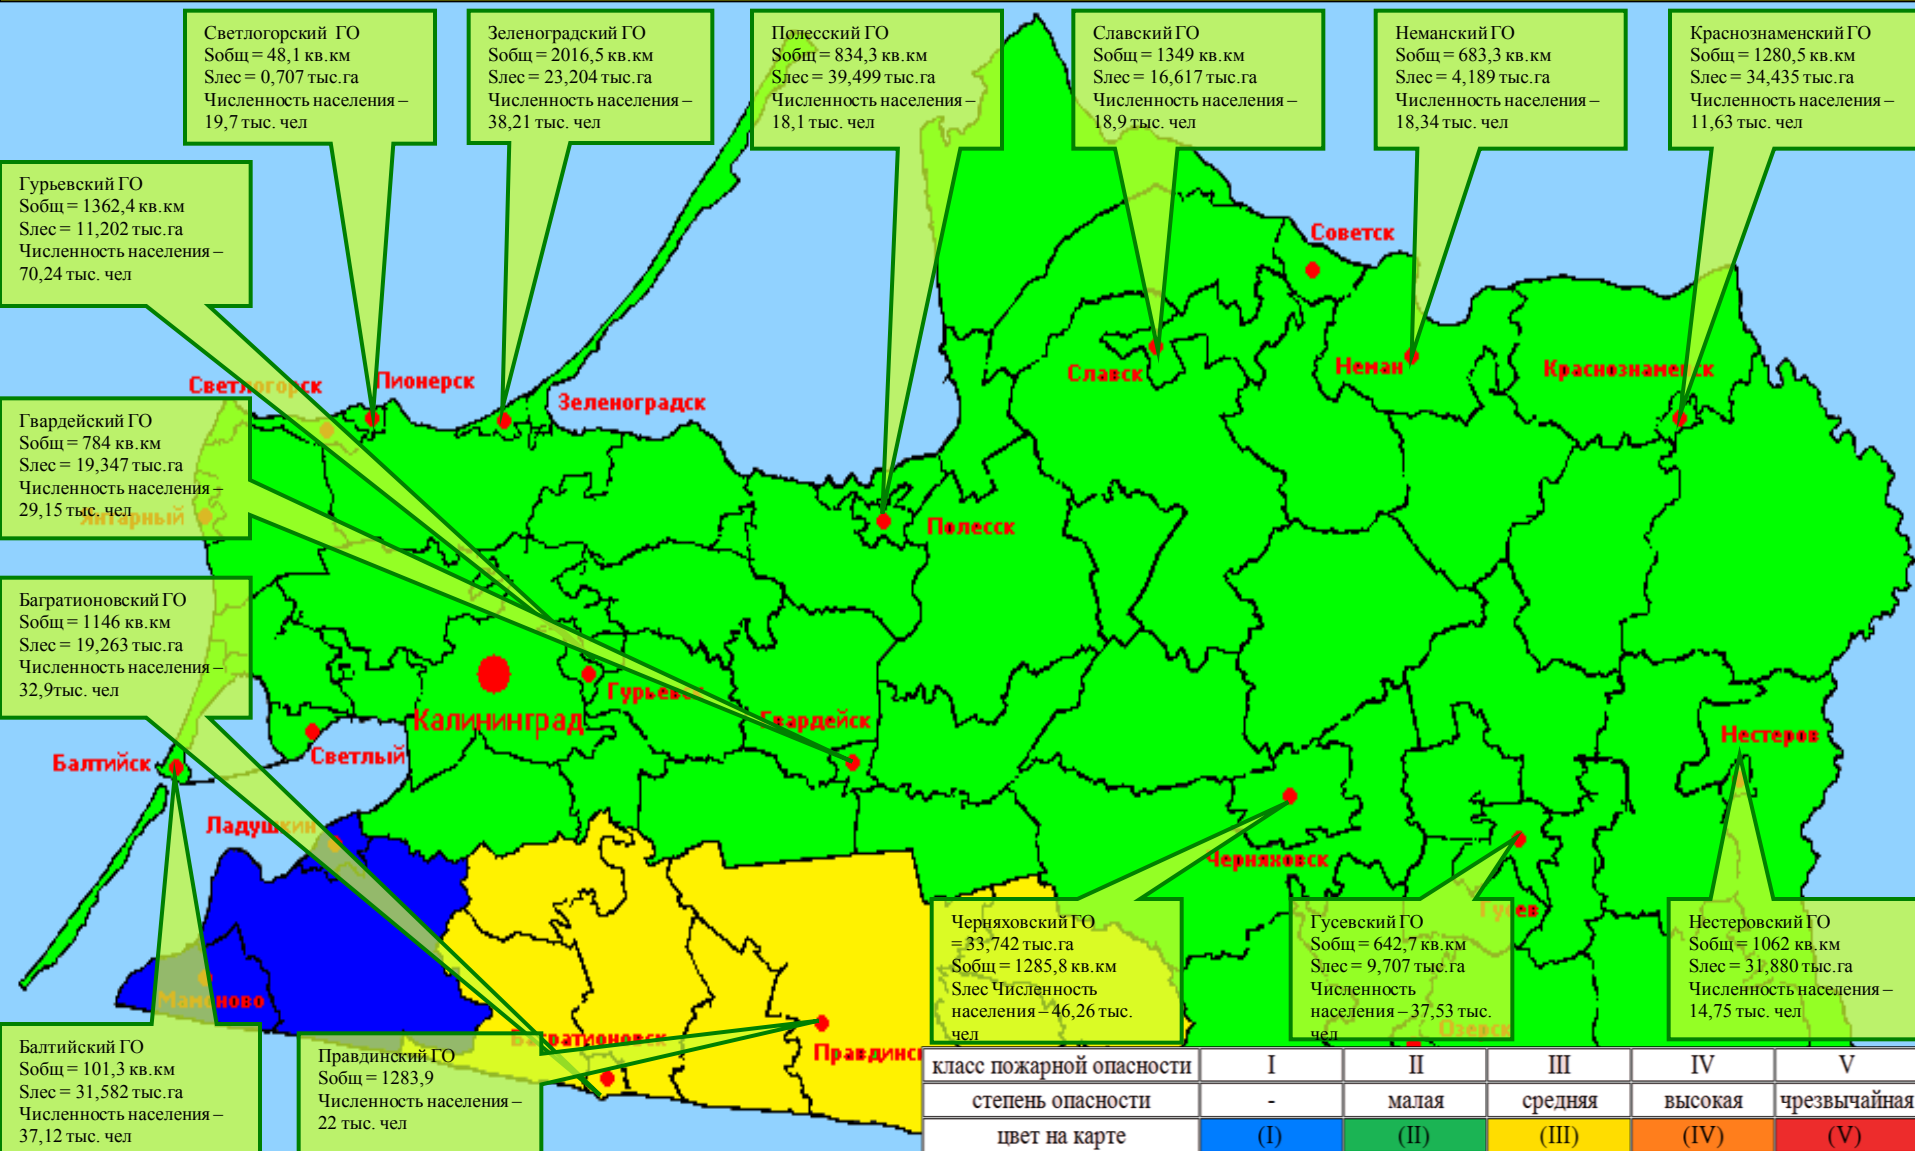 Светлогорский ГО
Sобщ = 48,1 кв.км
Sлес = 0,707 тыс.га
Численность населения –
19,7 тыс. чел
Зеленоградский ГО
Sобщ = 2016,5 кв.км
Sлес = 23,204 тыс.га
Численность населения –
38,21 тыс. чел
Полесский ГО
Sобщ = 834,3 кв.км
Sлес = 39,499 тыс.га
Численность населения –
18,1 тыс. чел
Славский ГО
Sобщ = 1349 кв.км
Sлес = 16,617 тыс.га
Численность населения –
18,9 тыс. чел
Неманский ГО
Sобщ = 683,3 кв.км
Sлес = 4,189 тыс.га
Численность населения –
18,34 тыс. чел
Краснознаменский ГО
Sобщ = 1280,5 кв.км
Sлес = 34,435 тыс.га
Численность населения –
11,63 тыс. чел
Гурьевский ГО
Sобщ = 1362,4 кв.км
Sлес = 11,202 тыс.га
Численность населения –
70,24 тыс. чел
Советск
Светлогорск
Пионерск
Зеленоградск
Славск
Неман
Краснознаменск
Гвардейский ГО
Sобщ = 784 кв.км
Sлес = 19,347 тыс.га
Численность населения –
29,15 тыс. чел
Янтарный
Полесск
Багратионовский ГО
Sобщ = 1146 кв.км
Sлес = 19,263 тыс.га
Численность населения –
32,9тыс. чел
Калининград
Гурьевск
Гвардейск
Нестеров
Балтийск
Светлый
Ладушкин
Черняховск
Гусев
Мамоново
Багратионовск
Правдинск
Озерск
Черняховский ГО
= 33,742 тыс.га
Sобщ = 1285,8 кв.км
Sлес Численность
населения – 46,26 тыс.
чел
Гусевский ГО
Sобщ = 642,7 кв.км
Sлес = 9,707 тыс.га
Численность
населения – 37,53 тыс.
чел
Нестеровский ГО
Sобщ = 1062 кв.км
Sлес = 31,880 тыс.га
Численность населения –
14,75 тыс. чел
Балтийский ГО
Sобщ = 101,3 кв.км
Sлес = 31,582 тыс.га
Численность населения –
37,12 тыс. чел
Правдинский ГО
Sобщ = 1283,9
Численность населения –
22 тыс. чел
класс пожарной опасности I II III IV V
степень опасности - малая средняя высокая чрезвычайная
цвет на карте (I) (II) (III) (IV) (V)